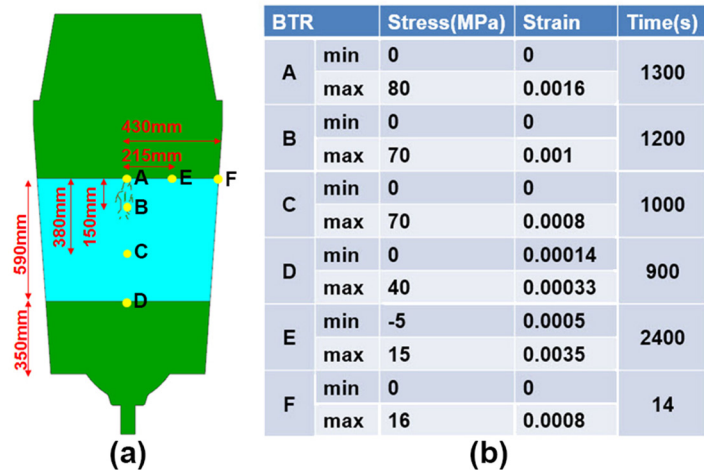 430mm
215mm
A
E
F
B
C
D
590mm
380mm
150mm
350mm
(a)
BTR Stress(MPa) Strain Time(s)
A min 0 0 1300
max 80 0.0016
B min 0 0 1200
max 70 0.001
C min 0 0 1000
max 70 0.0008
D min 0 0.00014 900
max 40 0.00033
E min -5 0.0005 2400
max 15 0.0035
F min 0 0 14
max 16 0.0008
(b)